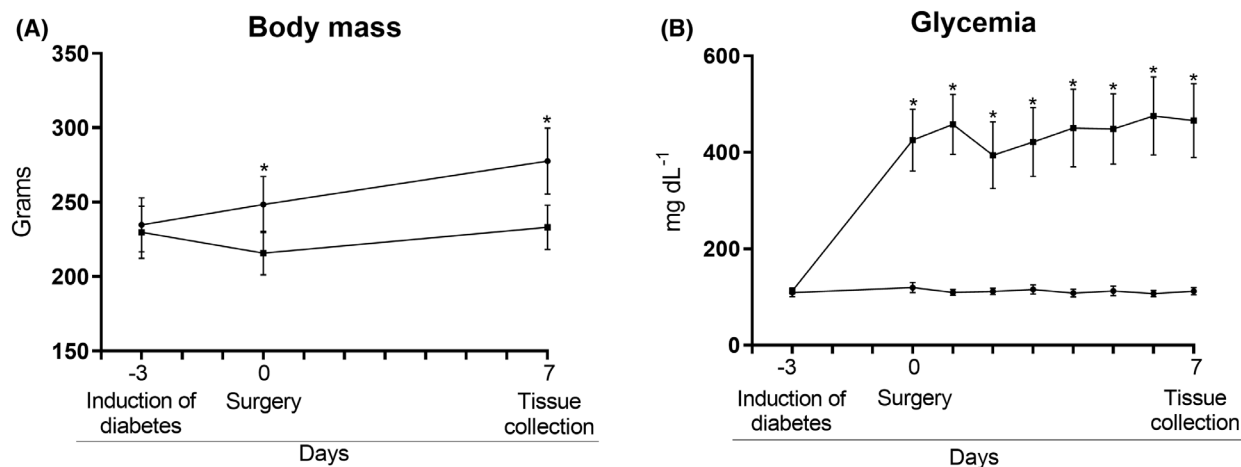 (A)
Body mass
350
300
250
200
150
Grams
-3
0
7
Induction of
diabetes
Surgery
Tissue
collection
Days
*
*
(B)
Glycemia
600
400
200
0
mg dL⁻¹
-3
0
7
Induction of
diabetes
Surgery
Tissue
collection
Days
* * * * * * * *